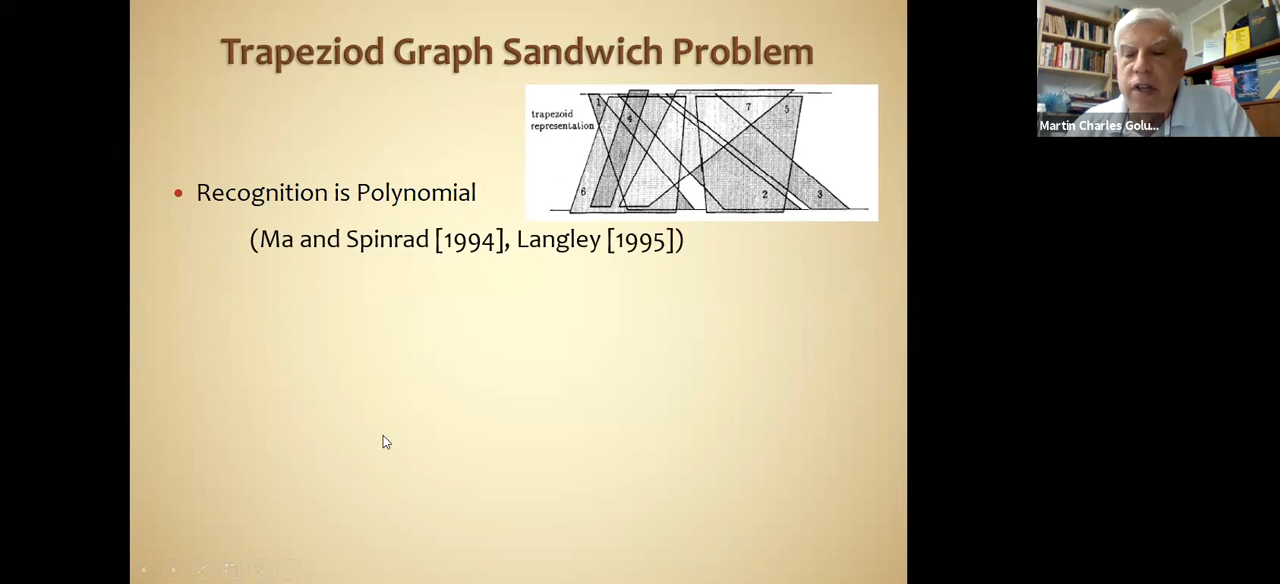 Trapeziod Graph Sandwich Problem
trapezoid
representation
1
4
7
5
6
2
3
• Recognition is Polynomial
(Ma and Spinrad [1994], Langley [1995])
Martin Charles Golu...